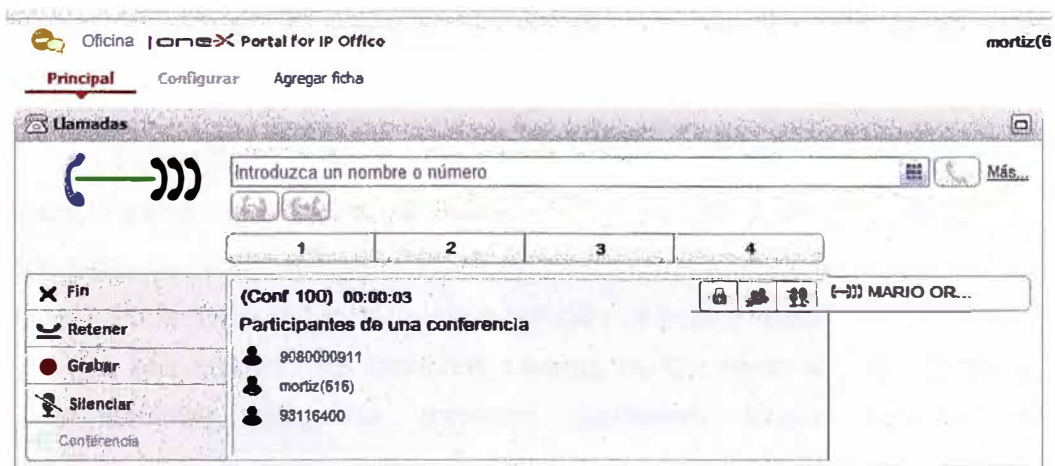 Oficina | one-X Portal for IP Office
mortiz(6
Principal Configurar Agregar ficha
Llamadas
Introduzca un nombre o número
Más...
1 2 3 4
Fin
Retener
Grabar
Silenciar
Conferencia
(Conf 100) 00:00:03
MARIO OR...
Participantes de una conferencia
9080000911
mortiz(616)
93116400